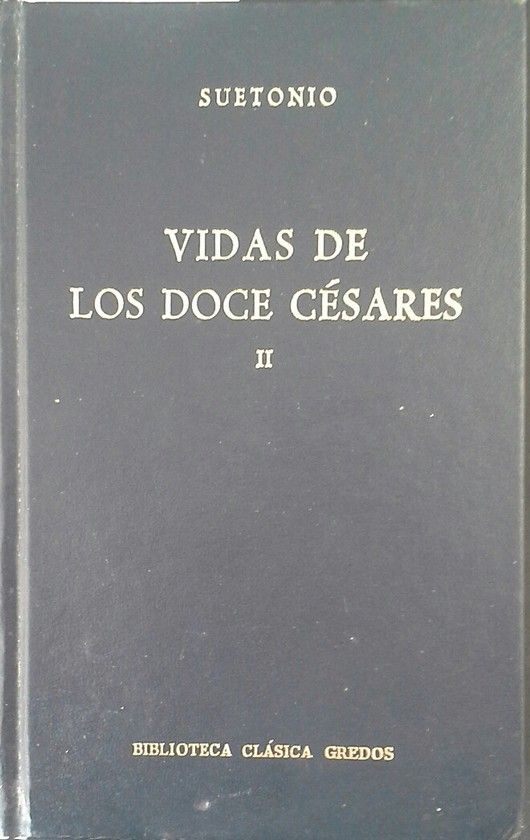 SUETONIO
VIDAS DE
LOS DOCE CÉSARES
II
BIBLIOTECA CLÁSICA GREDOS